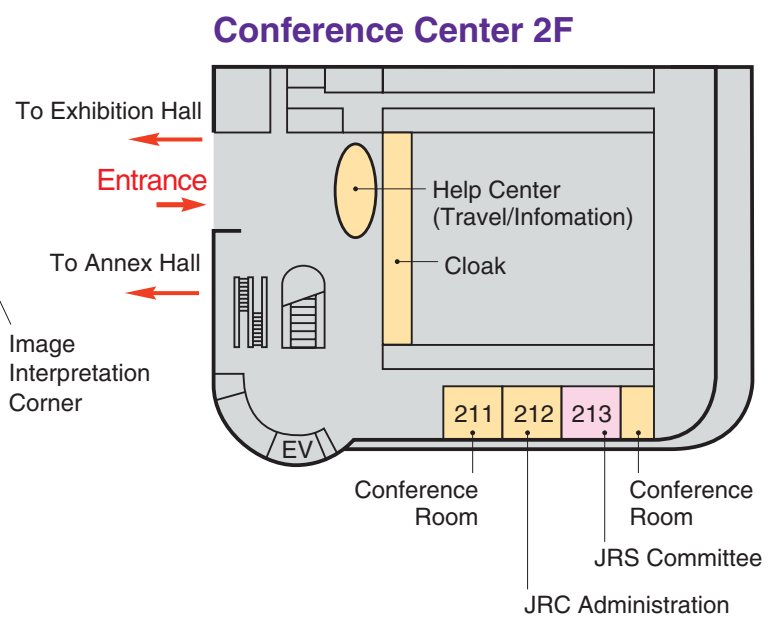 Conference Center 2F
To Exhibition Hall
Entrance
Help Center
(Travel/Infomation)
To Annex Hall
Cloak
Image
Interpretation
Corner
211
212
213
EV
Conference
Room
Conference
Room
JRS Committee
JRC Administration